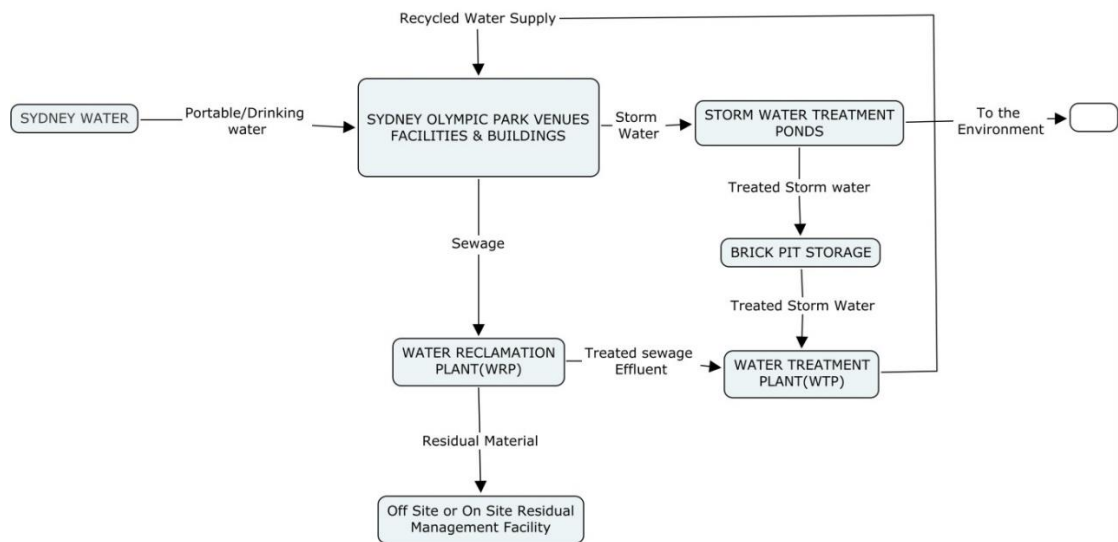 Recycled Water Supply
SYDNEY WATER
Portable/Drinking
water
SYDNEY OLYMPIC PARK VENUES
FACILITIES & BUILDINGS
Storm
Water
STORM WATER TREATMENT
PONDS
To the
Environment
Treated Storm water
Sewage
BRICK PIT STORAGE
Treated Storm Water
WATER RECLAMATION
PLANT(WRP)
Treated sewage
Effluent
WATER TREATMENT
PLANT(WTP)
Residual Material
Off Site or On Site Residual
Management Facility